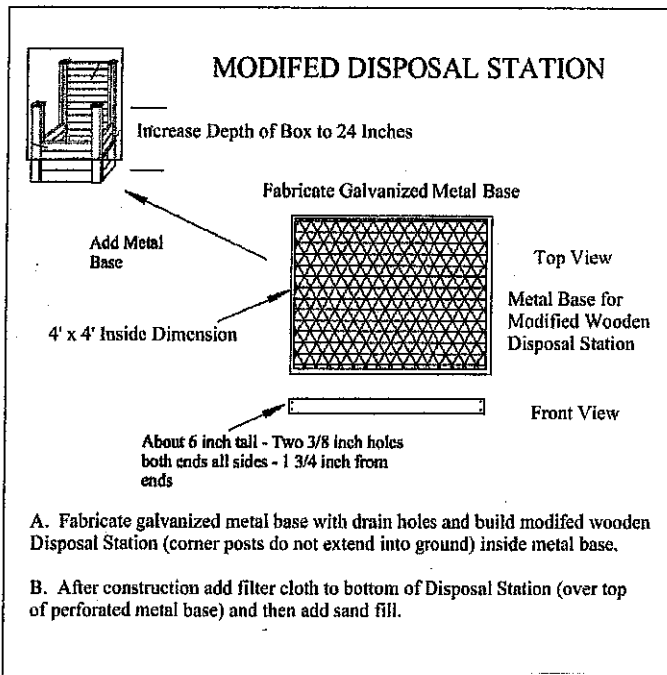 MODIFED DISPOSAL STATION
Increase Depth of Box to 24 Inches
Fabricate Galvanized Metal Base
Add Metal
Base
Top View
4' x 4' Inside Dimension
Metal Base for
Modified Wooden
Disposal Station
Front View
About 6 inch tall - Two 3/8 inch holes
both ends all sides - 1 3/4 inch from
ends
A. Fabricate galvanized metal base with drain holes and build modifed wooden
Disposal Station (corner posts do not extend into ground) inside metal base.
B. After construction add filter cloth to bottom of Disposal Station (over top
of perforated metal base) and then add sand fill.